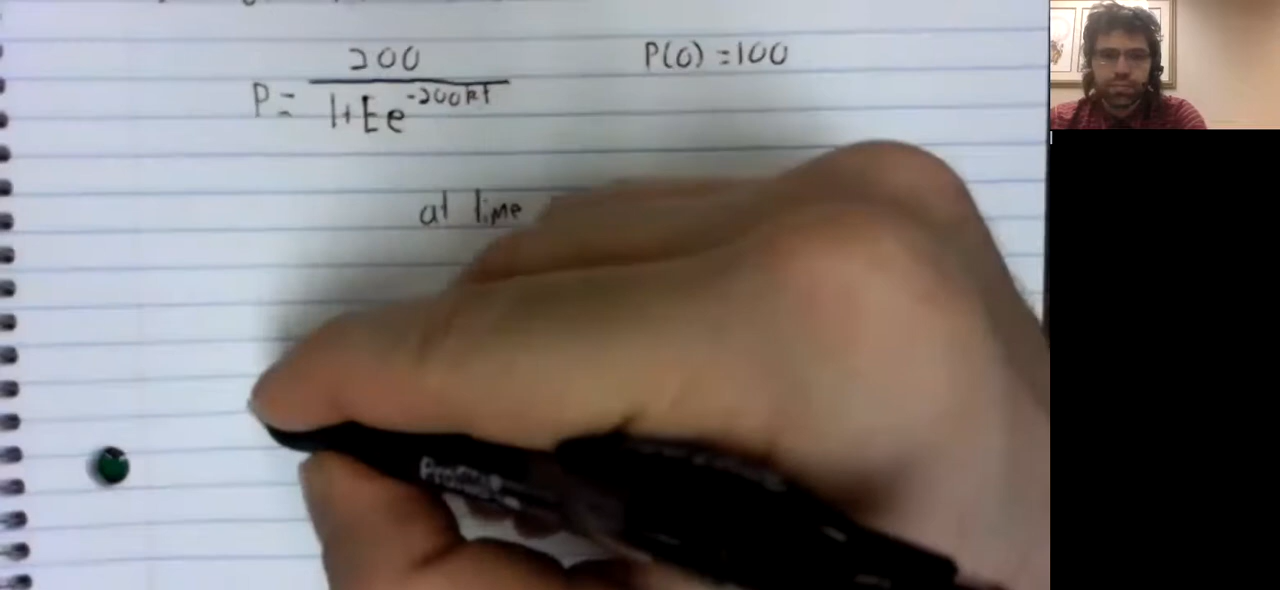 200
P = ———
1+Ee^-200kt
P(0) = 100
at time